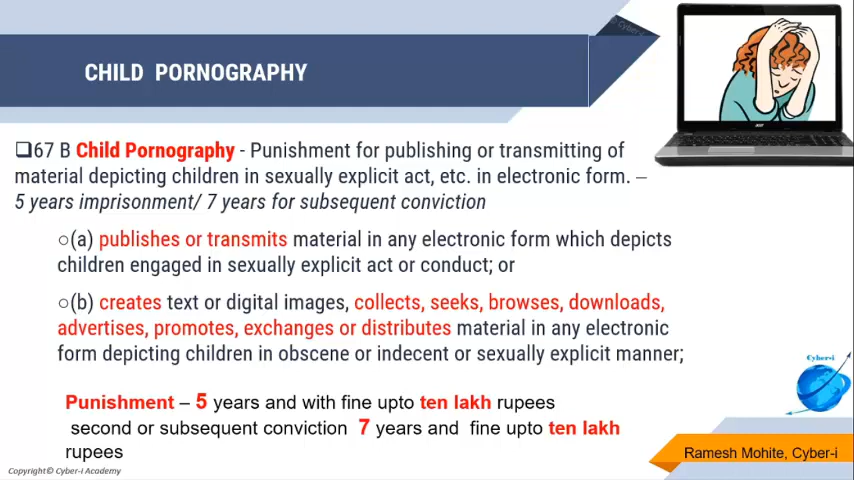 Cyber-i
CHILD PORNOGRAPHY
❑67 B Child Pornography - Punishment for publishing or transmitting of
material depicting children in sexually explicit act, etc. in electronic form. –
5 years imprisonment/ 7 years for subsequent conviction
○(a) publishes or transmits material in any electronic form which depicts
children engaged in sexually explicit act or conduct; or
○(b) creates text or digital images, collects, seeks, browses, downloads,
advertises, promotes, exchanges or distributes material in any electronic
form depicting children in obscene or indecent or sexually explicit manner;
Cyber-i
Punishment – 5 years and with fine upto ten lakh rupees
second or subsequent conviction 7 years and fine upto ten lakh
rupees
Ramesh Mohite, Cyber-i
Copyright© Cyber-i Academy